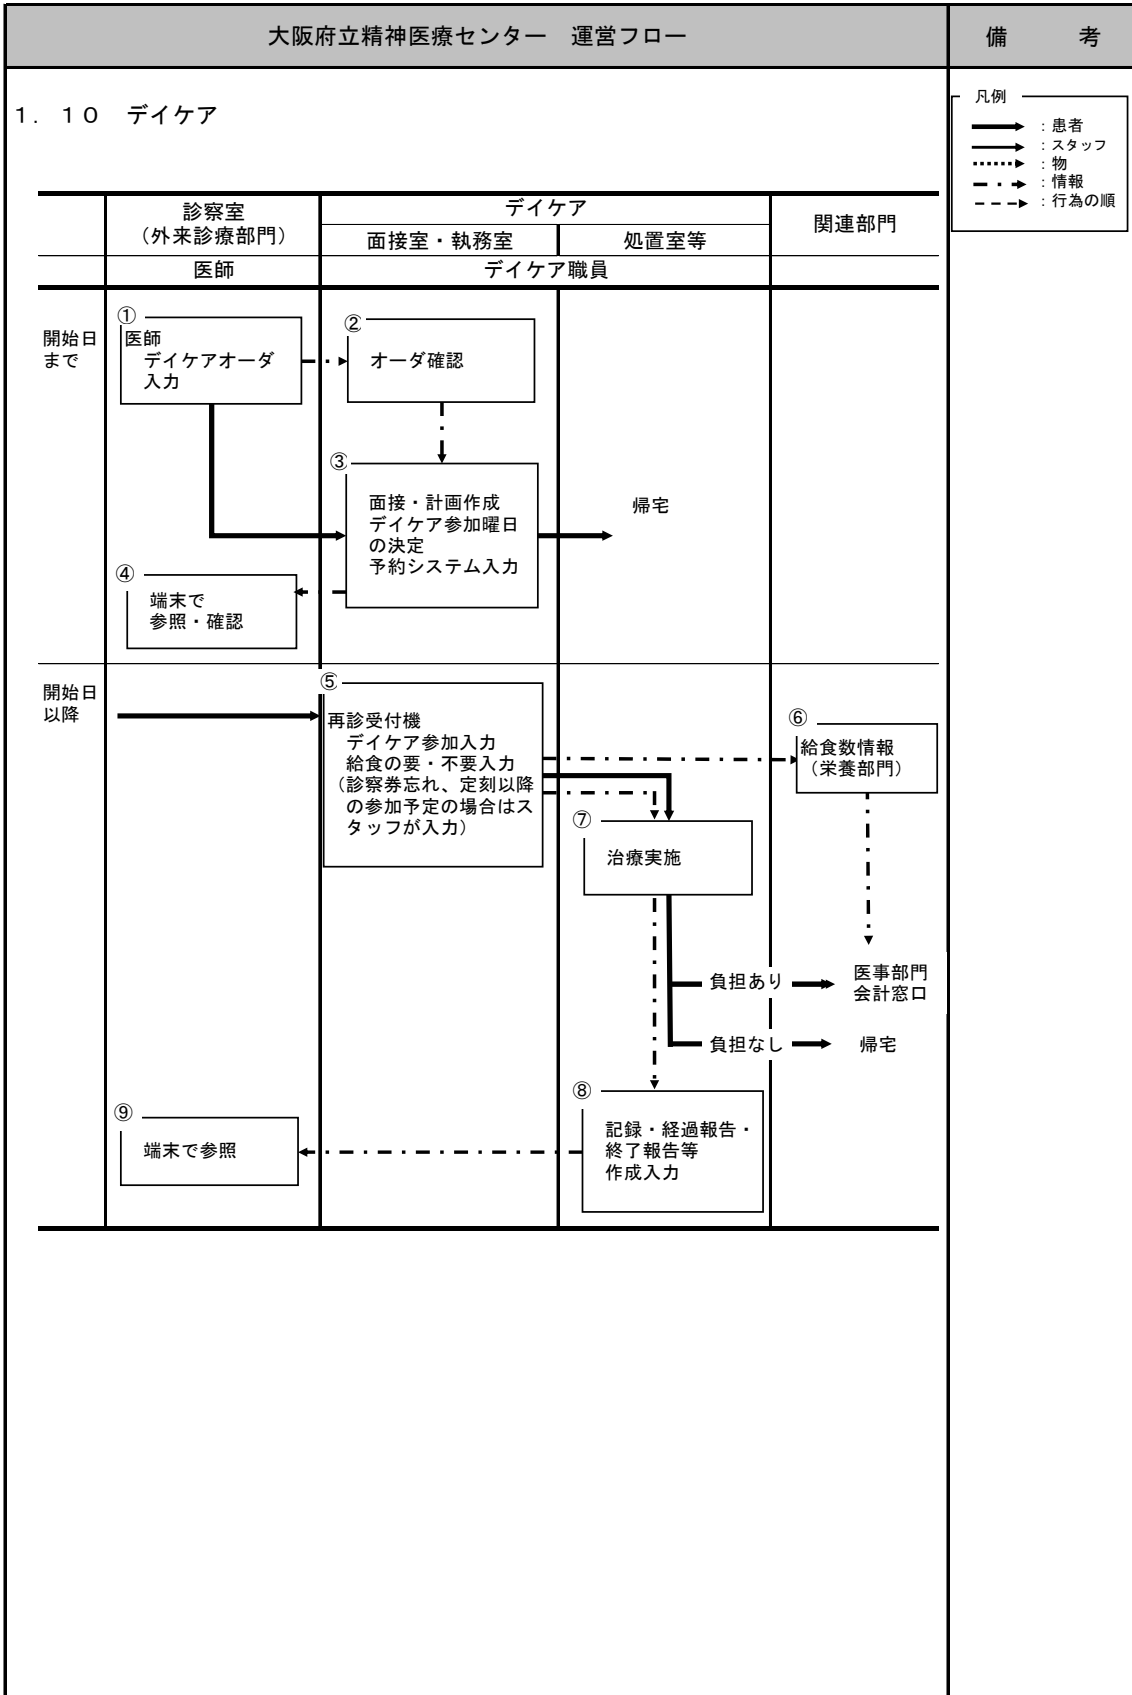 大阪府立精神医療センター　運営フロー
備　考
1．10　デイケア
凡例
：患者
：スタッフ
：物
：情報
：行為の順
診察室
（外来診療部門）
デイケア
面接室・執務室
処置室等
関連部門
医師
デイケア職員
開始日
まで
①
医師
デイケアオーダ
入力
②
オーダ確認
③
面接・計画作成
デイケア参加曜日
の決定
予約システム入力
帰宅
④
端末で
参照・確認
開始日
以降
⑤
再診受付機
デイケア参加入力
給食の要・不要入力
（診察券忘れ、定刻以降
の参加予定の場合はス
タッフが入力）
⑥
給食数情報
（栄養部門）
⑦
治療実施
負担あり
医事部門
会計窓口
負担なし
帰宅
⑧
記録・経過報告・
終了報告等
作成入力
⑨
端末で参照